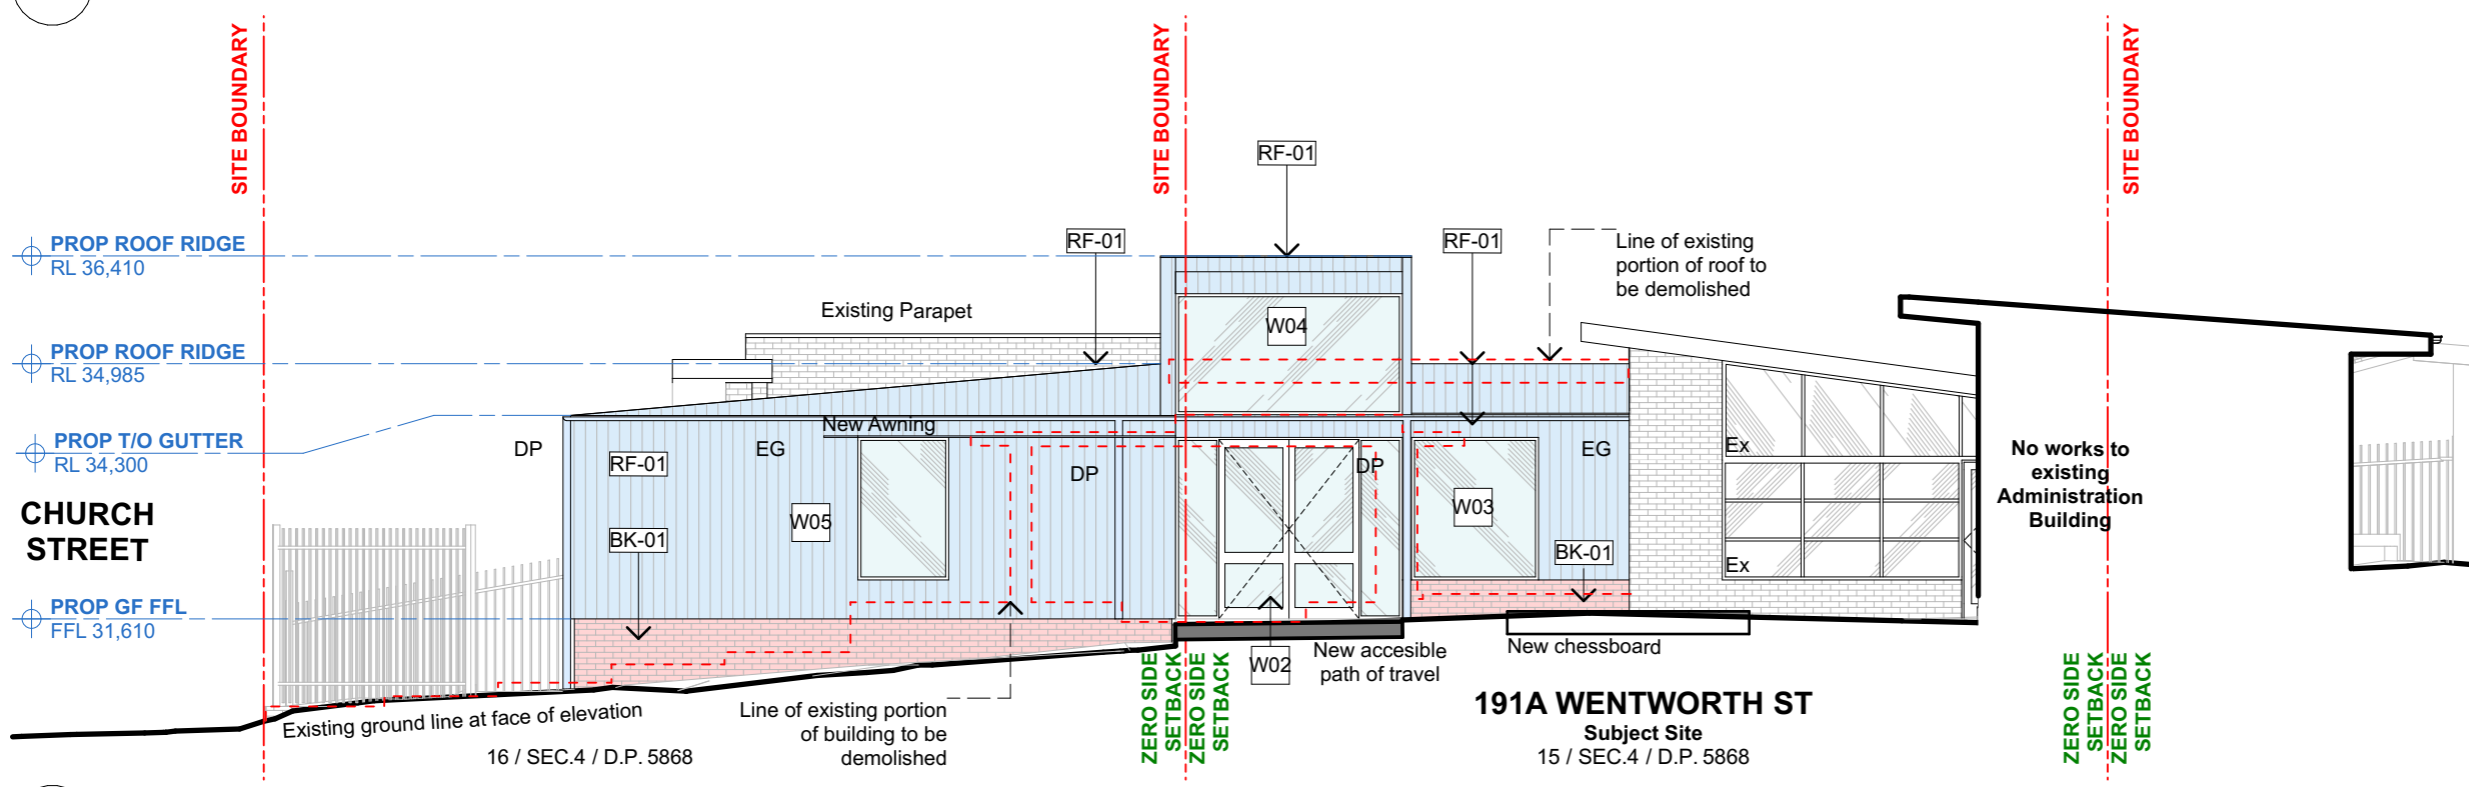 SITE BOUNDARY
SITE BOUNDARY
SITE BOUNDARY
RF-01
RF-01
RF-01
PROP ROOF RIDGE
RL 36,410
Line of existing
portion of roof to
be demolished
Existing Parapet
W04
PROP ROOF RIDGE
RL 34,985
PROP T/O GUTTER
RL 34,300
New Awning
DP
RF-01
EG
DP
DP
EG
Ex
No works to
existing
Administration
Building
CHURCH
STREET
W05
W03
BK-01
BK-01
Ex
PROP GF FFL
FFL 31,610
W02
New accesible
path of travel
New chessboard
Existing ground line at face of elevation
Line of existing portion
of building to be
demolished
16 / SEC.4 / D.P. 5868
ZERO SIDE
SETBACK
ZERO SIDE
SETBACK
191A WENTWORTH ST
Subject Site
15 / SEC.4 / D.P. 5868
ZERO SIDE
SETBACK
ZERO SIDE
SETBACK